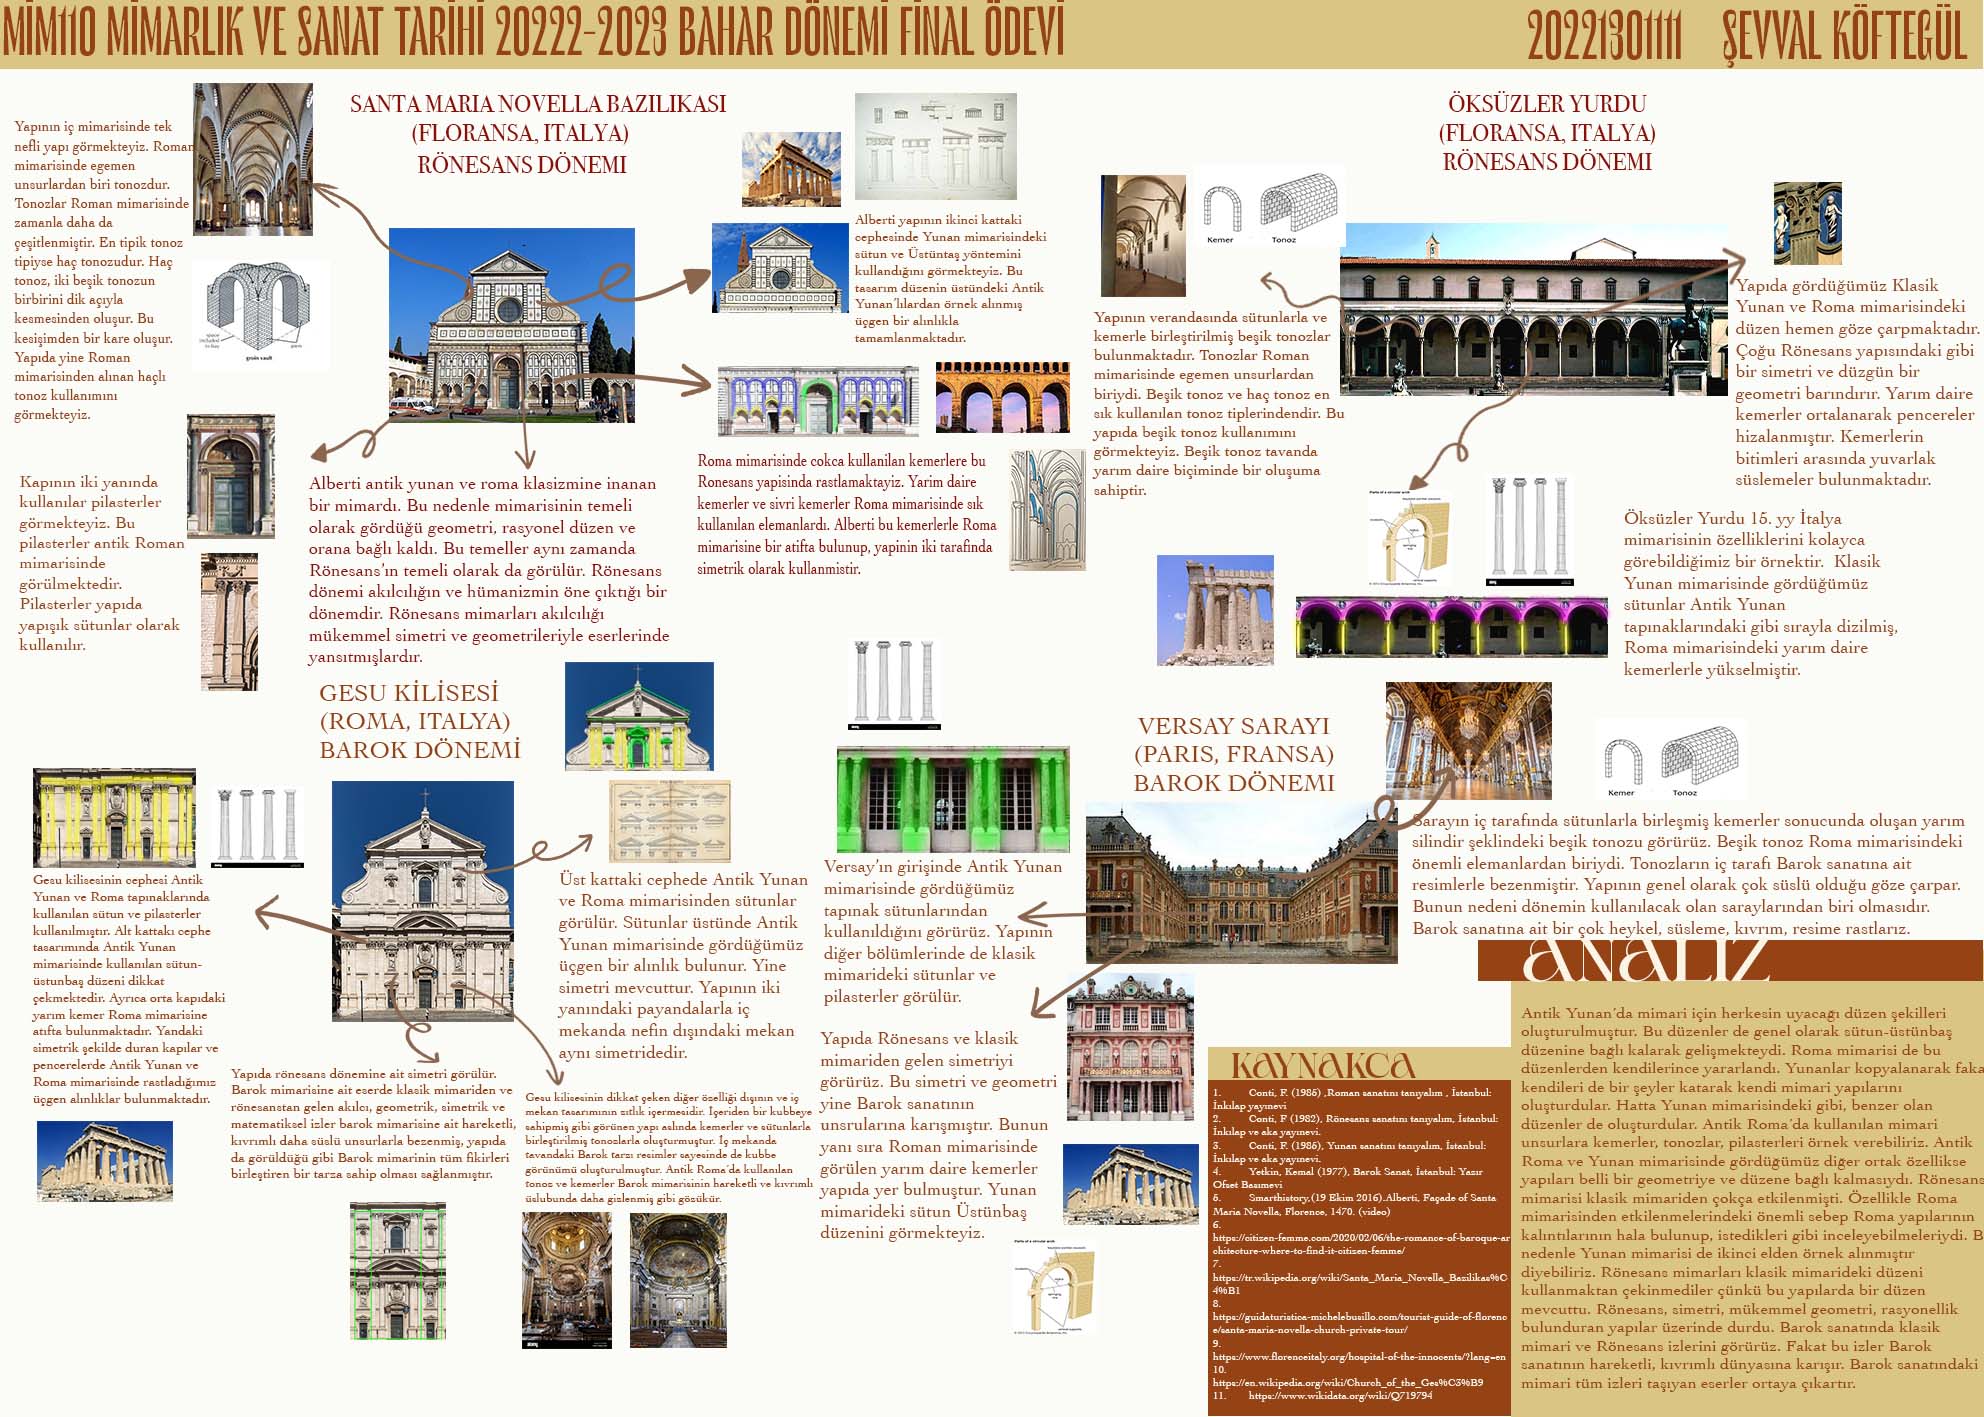 MİM110 MİMARLIK VE SANAT TARİHİ 20222-2023 BAHAR DÖNEMİ FİNAL ÖDEVİ
20221301111 ŞEVVAL KÖFTEGÜL
SANTA MARIA NOVELLA BAZILIKASI
(FLORANSA, ITALYA)
RÖNESANS DÖNEMI
Yapının iç mimarisinde tek
nefli yapı görmekteyiz. Roman
mimarisinde egemen
unsurlardan biri tonozdur.
Tonozlar Roman mimarisinde
zamanla daha da
çeşitlenmiştir. En tipik tonoz
tipiyse haç tonozudur. Haç
tonoz, iki beşik tonozun
birbirini dik açıyla
kesmesinden oluşur. Bu
kesişimden bir kare oluşur.
Yapıda yine Roman
mimarisinden alınan haçlı
tonoz kullanımını
görmekteyiz.
groin vault
Kapının iki yanında
kullanılar pilasterler
görmekteyiz. Bu
pilasterler antik Roman
mimarisinde
görülmektedir.
Pilasterler yapıda
yapışık sütunlar olarak
kullanılır.
Alberti antik yunan ve roma klasizmine inanan
bir mimardı. Bu nedenle mimarisinin temeli
olarak gördüğü geometri, rasyonel düzen ve
orana bağlı kaldı. Bu temeller aynı zamanda
Rönesans'ın temeli olarak da görülür. Rönesans
dönemi akılcılığın ve hümanizmin öne çıktığı bir
dönemdir. Rönesans mimarları akılcılığı
mükemmel simetri ve geometrileriyle eserlerinde
yansıtmışlardır.
Alberti yapının ikinci kattaki
cephesinde Yunan mimarisindeki
sütun ve Üstüntaş yöntemini
kullandığını görmekteyiz. Bu
tasarım düzenin üstündeki Antik
Yunan'lılardan örnek alınmış
üçgen bir alınlıkla
tamamlanmaktadır.
Roma mimarisinde cokca kullanilan kemerlere bu
Ronesans yapisinda rastlamaktayiz. Yarim daire
kemerler ve sivri kemerler Roma mimarisinde sık
kullanılan elemanlardı. Alberti bu kemerlerle Roma
mimarisine bir atifta bulunup, yapinin iki tarafinda
simetrik olarak kullanmistir.
ÖKSÜZLER YURDU
(FLORANSA, ITALYA)
RÖNESANS DÖNEMI
Kemer Tonoz
Yapının verandasında sütunlarla ve
kemerle birleştirilmiş beşik tonozlar
bulunmaktadır. Tonozlar Roman
mimarisinde egemen unsurlardan
biriydi. Beşik tonoz ve haç tonoz en
sık kullanılan tonoz tiplerindendir. Bu
yapıda beşik tonoz kullanımını
görmekteyiz. Beşik tonoz tavanda
yarım daire biçiminde bir oluşuma
sahiptir.
Yapıda gördüğümüz Klasik
Yunan ve Roma mimarisindeki
düzen hemen göze çarpmaktadır.
Çoğu Rönesans yapısındaki gibi
bir simetri ve düzgün bir
geometri barındırır. Yarım daire
kemerler ortalanarak pencereler
hizalanmıştır. Kemerlerin
bitimleri arasında yuvarlak
süslemeler bulunmaktadır.
Parts of a circular arch
Öksüzler Yurdu 15. yy İtalya
mimarisinin özelliklerini kolayca
görebildiğimiz bir örnektir. Klasik
Yunan mimarisinde gördüğümüz
sütunlar Antik Yunan
tapınaklarındaki gibi sırayla dizilmiş,
Roma mimarisindeki yarım daire
kemerlerle yükselmiştir.
GESU KİLİSESİ
(ROMA, ITALYA)
BAROK DÖNEMİ
Gesu kilisesinin cephesi Antik
Yunan ve Roma tapınaklarında
kullanılan sütun ve pilasterler
kullanılmıştır. Alt kattakı cephe
tasarımında Antik Yunan
mimarisinde kullanılan sütun-
üstunbaş düzeni dikkat
çekmektedir. Ayrıca orta kapıdaki
yarım kemer Roma mimarisine
atıfta bulunmaktadır. Yandaki
simetrik şekilde duran kapılar ve
pencerelerde Antik Yunan ve
Roma mimarisinde rastladığımız
üçgen alınlıklar bulunmaktadır.
Yapıda rönesans dönemine ait simetri görülür.
Barok mimarisine ait eserde klasik mimariden ve
rönesanstan gelen akılcı, geometrik, simetrik ve
matematiksel izler barok mimarisine ait hareketli,
kıvrımlı daha süslü unsurlarla bezenmiş, yapıda
da görüldüğü gibi Barok mimarinin tüm fikirleri
birleştiren bir tarza sahip olması sağlanmıştır.
Üst kattaki cephede Antik Yunan
ve Roma mimarisinden sütunlar
görülür. Sütunlar üstünde Antik
Yunan mimarisinde gördüğümüz
üçgen bir alınlık bulunur. Yine
simetri mevcuttur. Yapının iki
yanındaki payandalarla iç
mekanda nefin dışındaki mekan
aynı simetridedir.
Gesu kilisesinin dikkat çeken diğer özelliği dışının ve iç
mekan tasarımının sıtlık içermesidir. İçeriden bir kubbeye
sahipmiş gibi görünen yapı aslında kemerler ve sütunlarla
birleştirilmiş tonozlarla oluşturmuştur. İç mekanda
tavandaki Barok tarzı resimler sayesinde de kubbe
görünümü oluşturulmuştur. Antik Roma'da kullanılan
tonoz ve kemerler Barok mimarisinin hareketli ve kıvrımlı
üslubunda daha gizlenmiş gibi gözükür.
VERSAY SARAYI
(PARIS, FRANSA)
BAROK DÖNEMI
Versay'ın girişinde Antik Yunan
mimarisinde gördüğümüz
tapınak sütunlarından
kullanıldığını görürüz. Yapının
diğer bölümlerinde de klasik
mimarideki sütunlar ve
pilasterler görülür.
Yapıda Rönesans ve klasik
mimariden gelen simetriyi
görürüz. Bu simetri ve geometri
yine Barok sanatının
unsrularına karışmıştır. Bunun
yanı sıra Roman mimarisinde
görülen yarım daire kemerler
yapıda yer bulmuştur. Yunan
mimarideki sütun Üstünbaş
düzenini görmekteyiz.
Parts of a circular arch
Kemer Tonoz
Sarayın iç tarafında sütunlarla birleşmiş kemerler sonucunda oluşan yarım
silindir şeklindeki beşik tonozu görürüz. Beşik tonoz Roma mimarisindeki
önemli elemanlardan biriydi. Tonozların iç tarafı Barok sanatına ait
resimlerle bezenmiştir. Yapının genel olarak çok süslü olduğu göze çarpar.
Bunun nedeni dönemin kullanılacak olan saraylarından biri olmasıdır.
Barok sanatına ait bir çok heykel, süsleme, kıvrım, resime rastlarız.
KAYNAKCA
1. Conti, F. (1986) ,Roman sanatını tanıyalım , İstanbul:
İnkılap yayınevi
2. Conti, F (1982), Rönesans sanatını tanıyalım, İstanbul:
İnkılap ve aka yayınevi.
3. Conti, F. (1986), Yunan sanatını tanıyalım, İstanbul:
İnkılap ve aka yayınevi.
4. Yetkin, Kemal (1977), Barok Sanat, İstanbul: Yazır
Ofset Basımevi
5. Smarthistory,(19 Ekim 2016).Alberti, Façade of Santa
Maria Novella, Florence, 1470. (video)
6.
https://citizen-femme.com/2020/02/06/the-romance-of-baroque-ar
chitecture-where-to-find-it-citizen-femme/
7.
https://tr.wikipedia.org/wiki/Santa_Maria_Novella_Bazilikas%C
4%B1
8.
https://guidaturistica-michelebusillo.com/tourist-guide-of-florenc
e/santa-maria-novella-church-private-tour/
9.
https://www.florenceitaly.org/hospital-of-the-innocents/?lang=en
10.
https://en.wikipedia.org/wiki/Church_of_the_Ges%C3%B9
11. https://www.wikidata.org/wiki/Q719794
ANALIZ
Antik Yunan'da mimari için herkesin uyacağı düzen şekilleri
oluşturulmuştur. Bu düzenler de genel olarak sütun-üstünbaş
düzenine bağlı kalarak gelişmekteydi. Roma mimarisi de bu
düzenlerden kendilerince yararlandı. Yunanlar kopyalanarak faka
kendileri de bir şeyler katarak kendi mimari yapılarını
oluşturdular. Hatta Yunan mimarisindeki gibi, benzer olan
düzenler de oluşturdular. Antik Roma'da kullanılan mimari
unsurlara kemerler, tonozlar, pilasterleri örnek verebiliriz. Antik
Roma ve Yunan mimarisinde gördüğümüz diğer ortak özellikse
yapıları belli bir geometriye ve düzene bağlı kalmasıydı. Rönesans
mimarisi klasik mimariden çokça etkilenmişti. Özellikle Roma
mimarisinden etkilenmelerindeki önemli sebep Roma yapılarının
kalıntılarının hala bulunup, istedikleri gibi inceleyebilmeleriydi. B
nedenle Yunan mimarisi de ikinci elden örnek alınmıştır
diyebiliriz. Rönesans mimarları klasik mimarideki düzeni
kullanmaktan çekinmediler çünkü bu yapılarda bir düzen
mevcuttu. Rönesans, simetri, mükemmel geometri, rasyonellik
bulunduran yapılar üzerinde durdu. Barok sanatında klasik
mimari ve Rönesans izlerini görürüz. Fakat bu izler Barok
sanatının hareketli, kıvrımlı dünyasına karışır. Barok sanatındaki
mimari tüm izleri taşıyan eserler ortaya çıkartır.